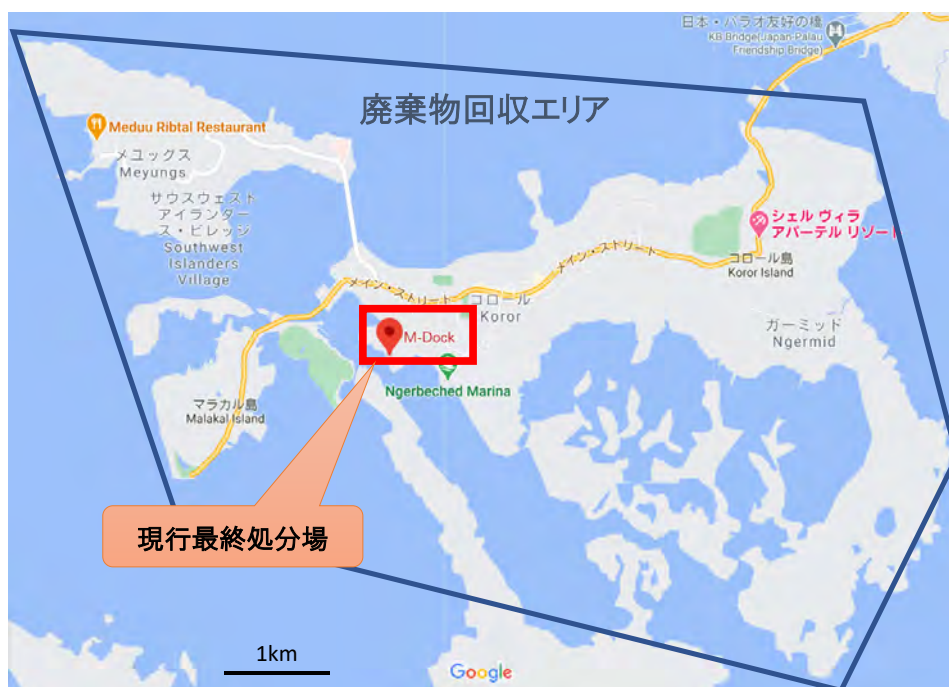 日本・パラオ友好の橋
KB Bridge(Japan-Palau
Friendship Bridge)
廃棄物回収エリア
Meduu Ribtal Restaurant
メユックス
Meyungs
サウスウェスト
アイランダー
ス・ビレッジ
Southwest
Islanders
Village
シェル ヴィラ
アパーテル リゾート
コロール島
Koror Island
メイン・ストリート
メイン・ストリート
コロール
Koror
ガーミッド
Ngermid
M-Dock
Ngerbeched Marina
マラカル島
Malakal Island
現行最終処分場
1km
Google